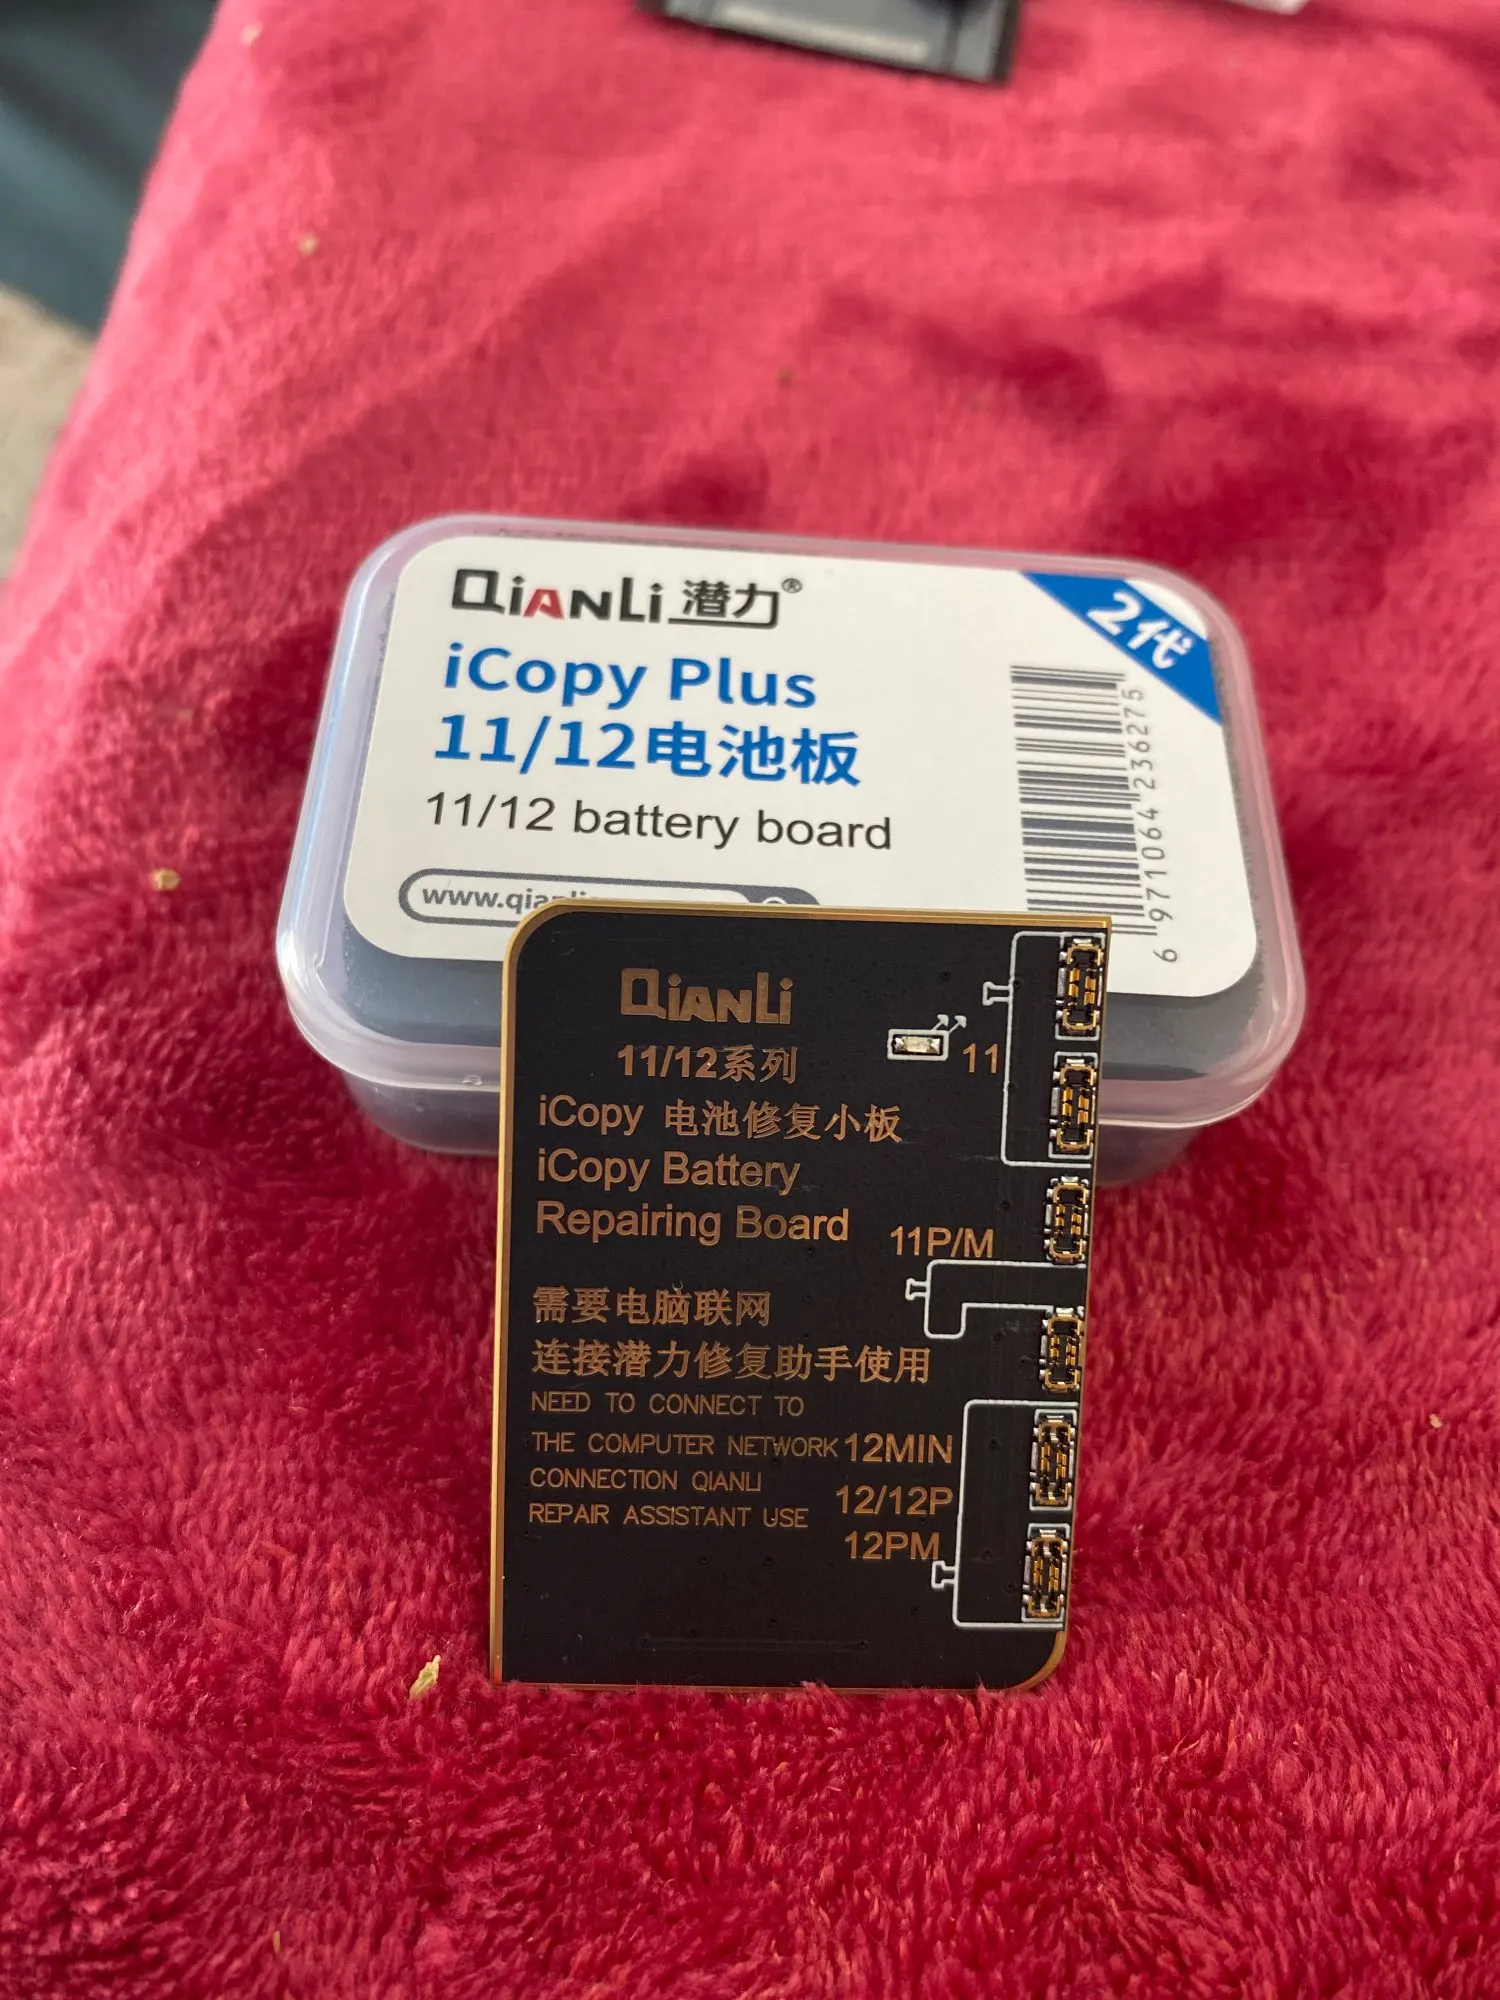 QiANLi 潜力®
2代
iCopy Plus
11/12电池板
11/12 battery board
6 971064 236275
QiANLi
11/12系列
iCopy 电池修复小板
iCopy Battery
Repairing Board
需要电脑联网
连接潜力修复助手使用
NEED TO CONNECT TO
THE COMPUTER NETWORK
CONNECTION QIANLI
REPAIR ASSISTANT USE
11
11P/M
12MIN
12/12P
12PM